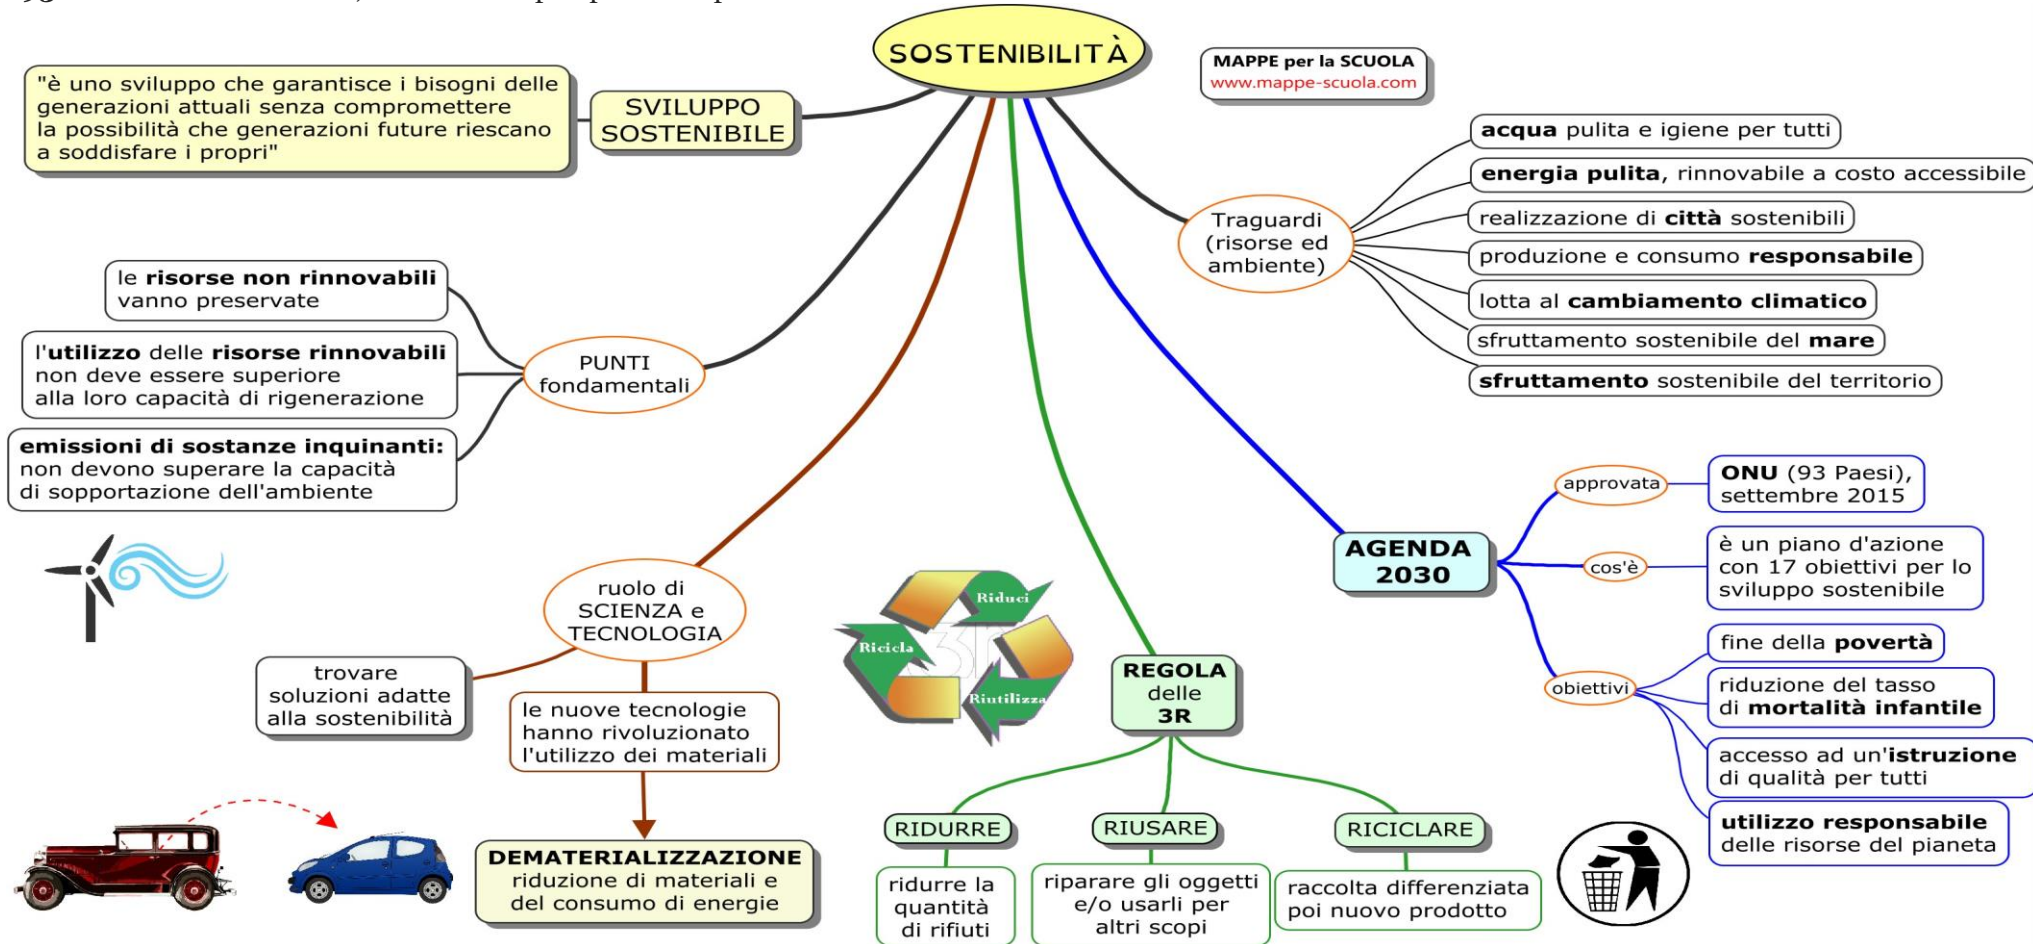 SOSTENIBILITÀ
MAPPE per la SCUOLA
www.mappe-scuola.com
"è uno sviluppo che garantisce i bisogni delle
generazioni attuali senza compromettere
la possibilità che generazioni future riescano
a soddisfare i propri"
SVILUPPO
SOSTENIBILE
Traguardi
(risorse ed
ambiente)
acqua pulita e igiene per tutti
energia pulita, rinnovabile a costo accessibile
realizzazione di città sostenibili
produzione e consumo responsabile
lotta al cambiamento climatico
sfruttamento sostenibile del mare
sfruttamento sostenibile del territorio
PUNTI
fondamentali
le risorse non rinnovabili
vanno preservate
l'utilizzo delle risorse rinnovabili
non deve essere superiore
alla loro capacità di rigenerazione
emissioni di sostanze inquinanti:
non devono superare la capacità
di sopportazione dell'ambiente
ruolo di
SCIENZA e
TECNOLOGIA
trovare
soluzioni adatte
alla sostenibilità
le nuove tecnologie
hanno rivoluzionato
l'utilizzo dei materiali
DEMATERIALIZZAZIONE
riduzione di materiali e
del consumo di energie
Riduci
Ricicla
3r
Riutilizza
REGOLA
delle
3R
RIDURRE
ridurre la
quantità
di rifiuti
RIUSARE
riparare gli oggetti
e/o usarli per
altri scopi
RICICLARE
raccolta differenziata
poi nuovo prodotto
AGENDA
2030
approvata
ONU (93 Paesi),
settembre 2015
cos'è
è un piano d'azione
con 17 obiettivi per lo
sviluppo sostenibile
obiettivi
fine della povertà
riduzione del tasso
di mortalità infantile
accesso ad un'istruzione
di qualità per tutti
utilizzo responsabile
delle risorse del pianeta